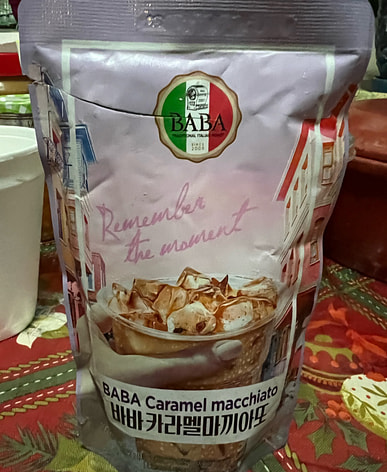 BABA
TRADITIONAL ITALIAN
SINCE
2006
Remember
the moment
BABA Caramel macchiato
바바 카라멜마끼아또